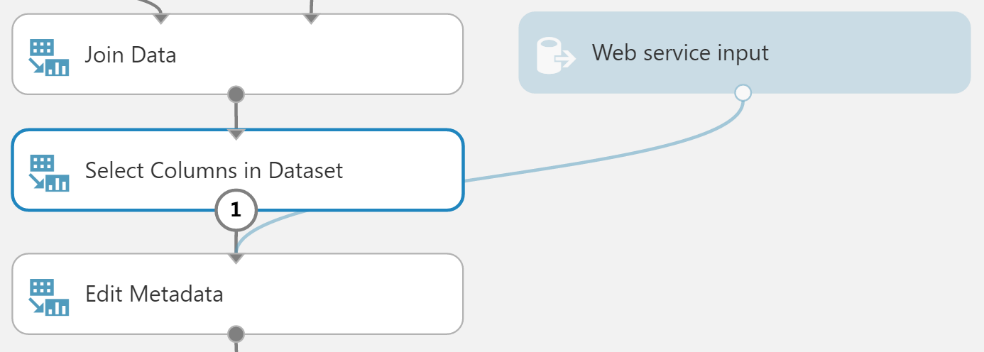 Join Data
Web service input
Select Columns in Dataset
1
Edit Metadata